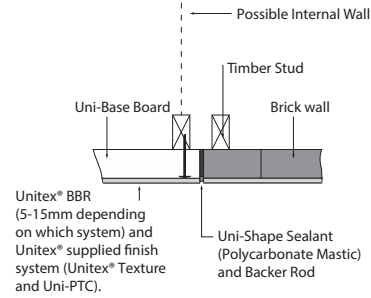 Possible Internal Wall
Timber Stud
Uni-Base Board
Brick wall
Unitex® BBR
(5-15mm depending
on which system) and
Unitex® supplied finish
system (Unitex® Texture
and Uni-PTC).
Uni-Shape Sealant
(Polycarbonate Mastic)
and Backer Rod